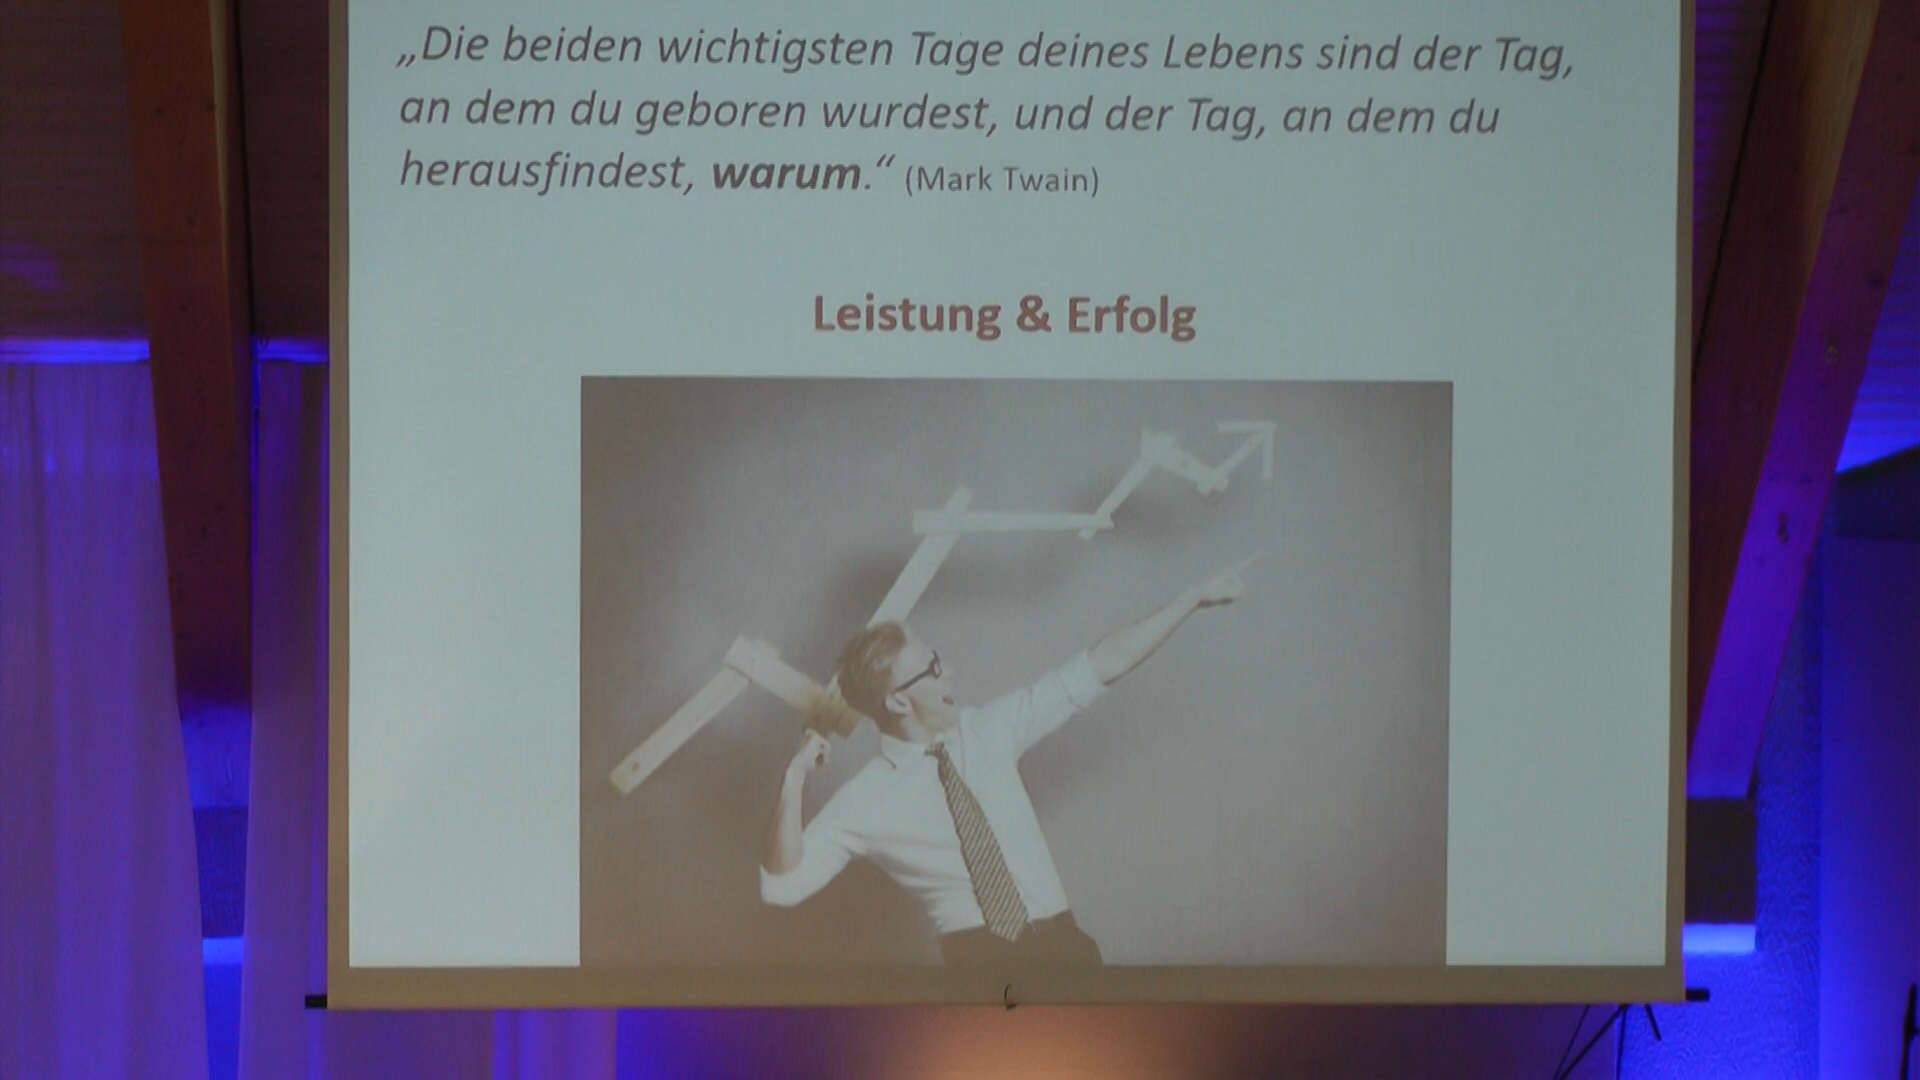 „Die beiden wichtigsten Tage deines Lebens sind der Tag,
an dem du geboren wurdest, und der Tag, an dem du
herausfindest, warum.“ (Mark Twain)
Leistung & Erfolg